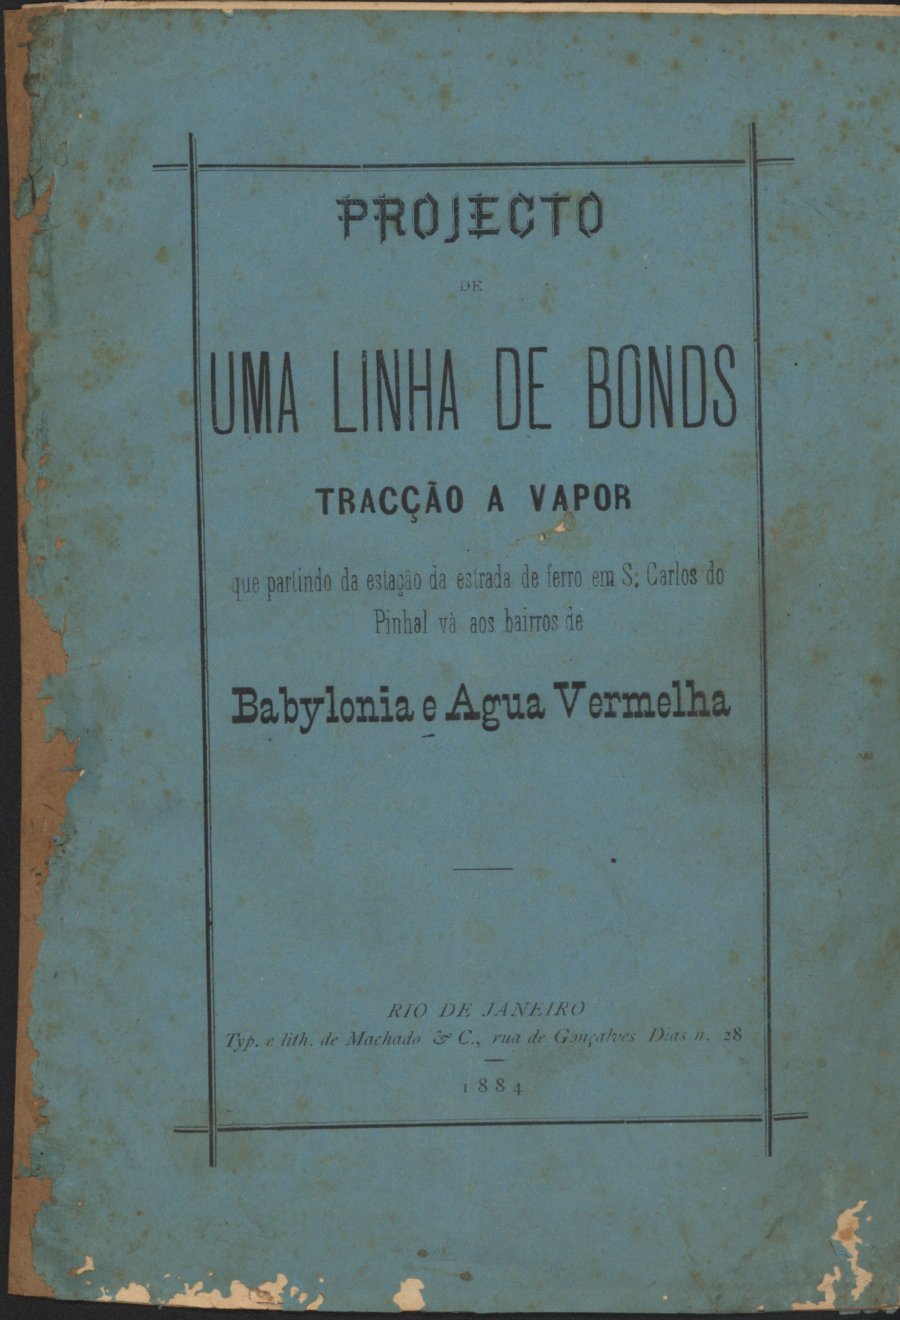 PROJECTO
DE
UMA LINHA DE BONDS
TRACÇÃO A VAPOR
que partindo da estação da estrada de ferro em S. Carlos do
Pinhal và aos bairros de
Babylonia e Agua Vermelha
RIO DE JANEIRO
Typ. e lith. de Machado & C., rua de Gonçalves Dias n. 28
1884